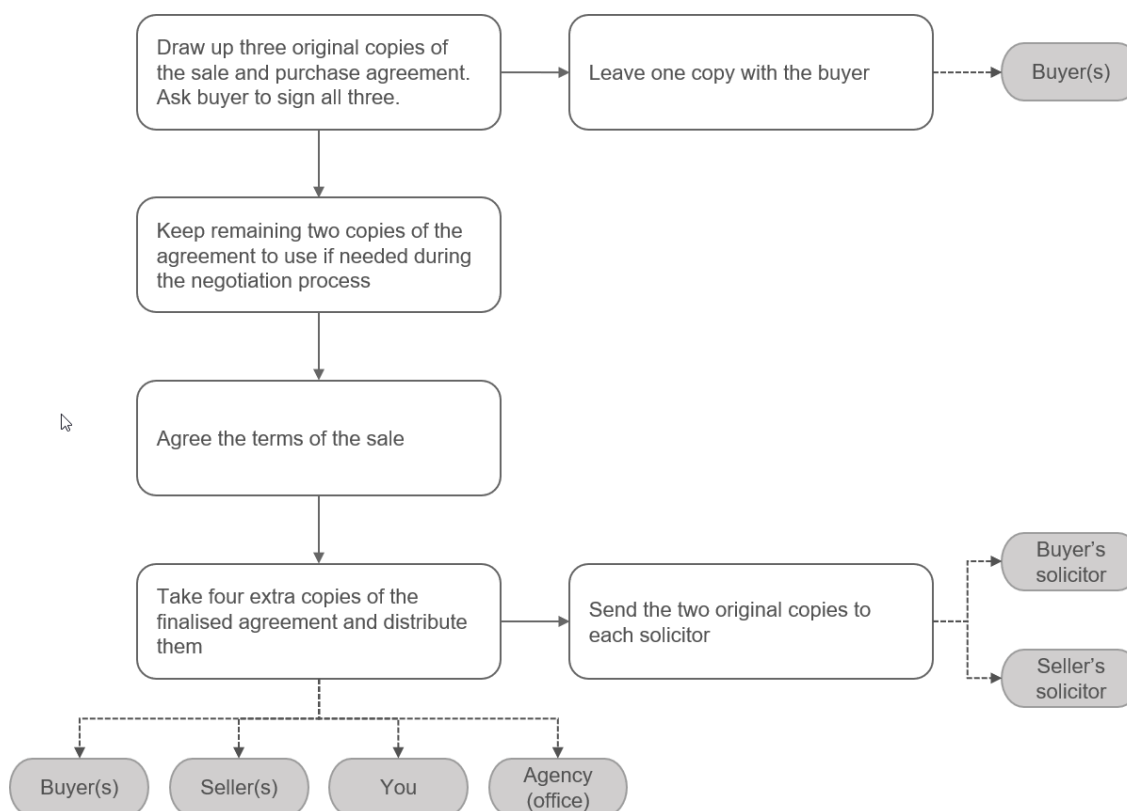 Draw up three original copies of
the sale and purchase agreement.
Ask buyer to sign all three.
Leave one copy with the buyer
Buyer(s)
Keep remaining two copies of the
agreement to use if needed during
the negotiation process
Agree the terms of the sale
Take four extra copies of the
finalised agreement and distribute
them
Send the two original copies to
each solicitor
Buyer's
solicitor
Seller's
solicitor
Buyer(s)
Seller(s)
You
Agency
(office)